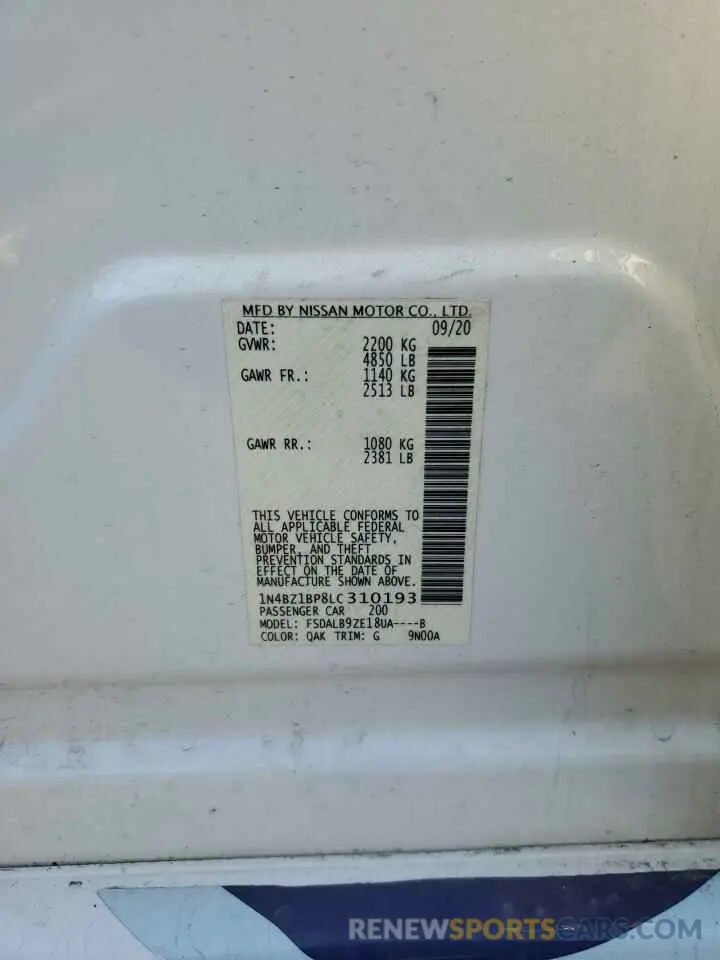 MFD BY NISSAN MOTOR CO., LTD.
DATE: 09/20
GVWR: 2200 KG
4850 LB
GAWR FR.: 1140 KG
2513 LB
GAWR RR.: 1080 KG
2381 LB
THIS VEHICLE CONFORMS TO
ALL APPLICABLE FEDERAL
MOTOR VEHICLE SAFETY,
BUMPER, AND THEFT
PREVENTION STANDARDS IN
EFFECT ON THE DATE OF
MANUFACTURE SHOWN ABOVE.
1N4BZ1BP8LC310193
PASSENGER CAR 200
MODEL: FSDALB9ZE18UA----B
COLOR: QAK TRIM: G 9N00A
RENEWSPORTSCARS.COM